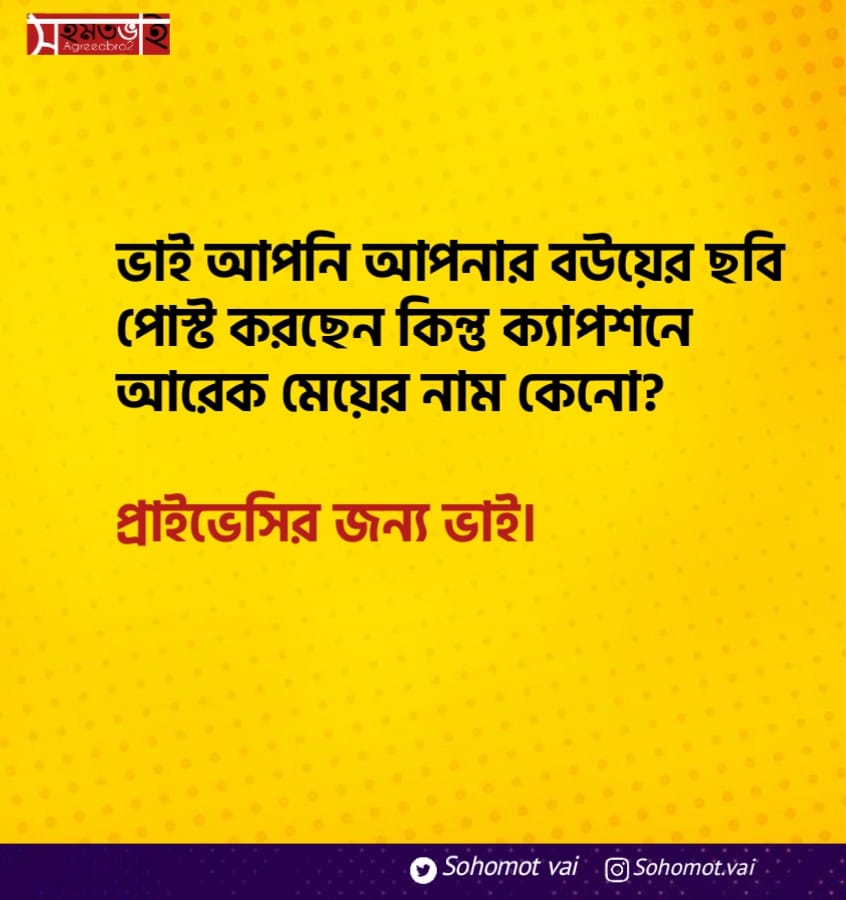 সহমতভাই
Agreeabro2
ভাই আপনি আপনার বউয়ের ছবি
পোস্ট করছেন কিন্তু ক্যাপশনে
আরেক মেয়ের নাম কেনো?
প্রাইভেসির জন্য ভাই।
Sohomot vai Sohomot.vai